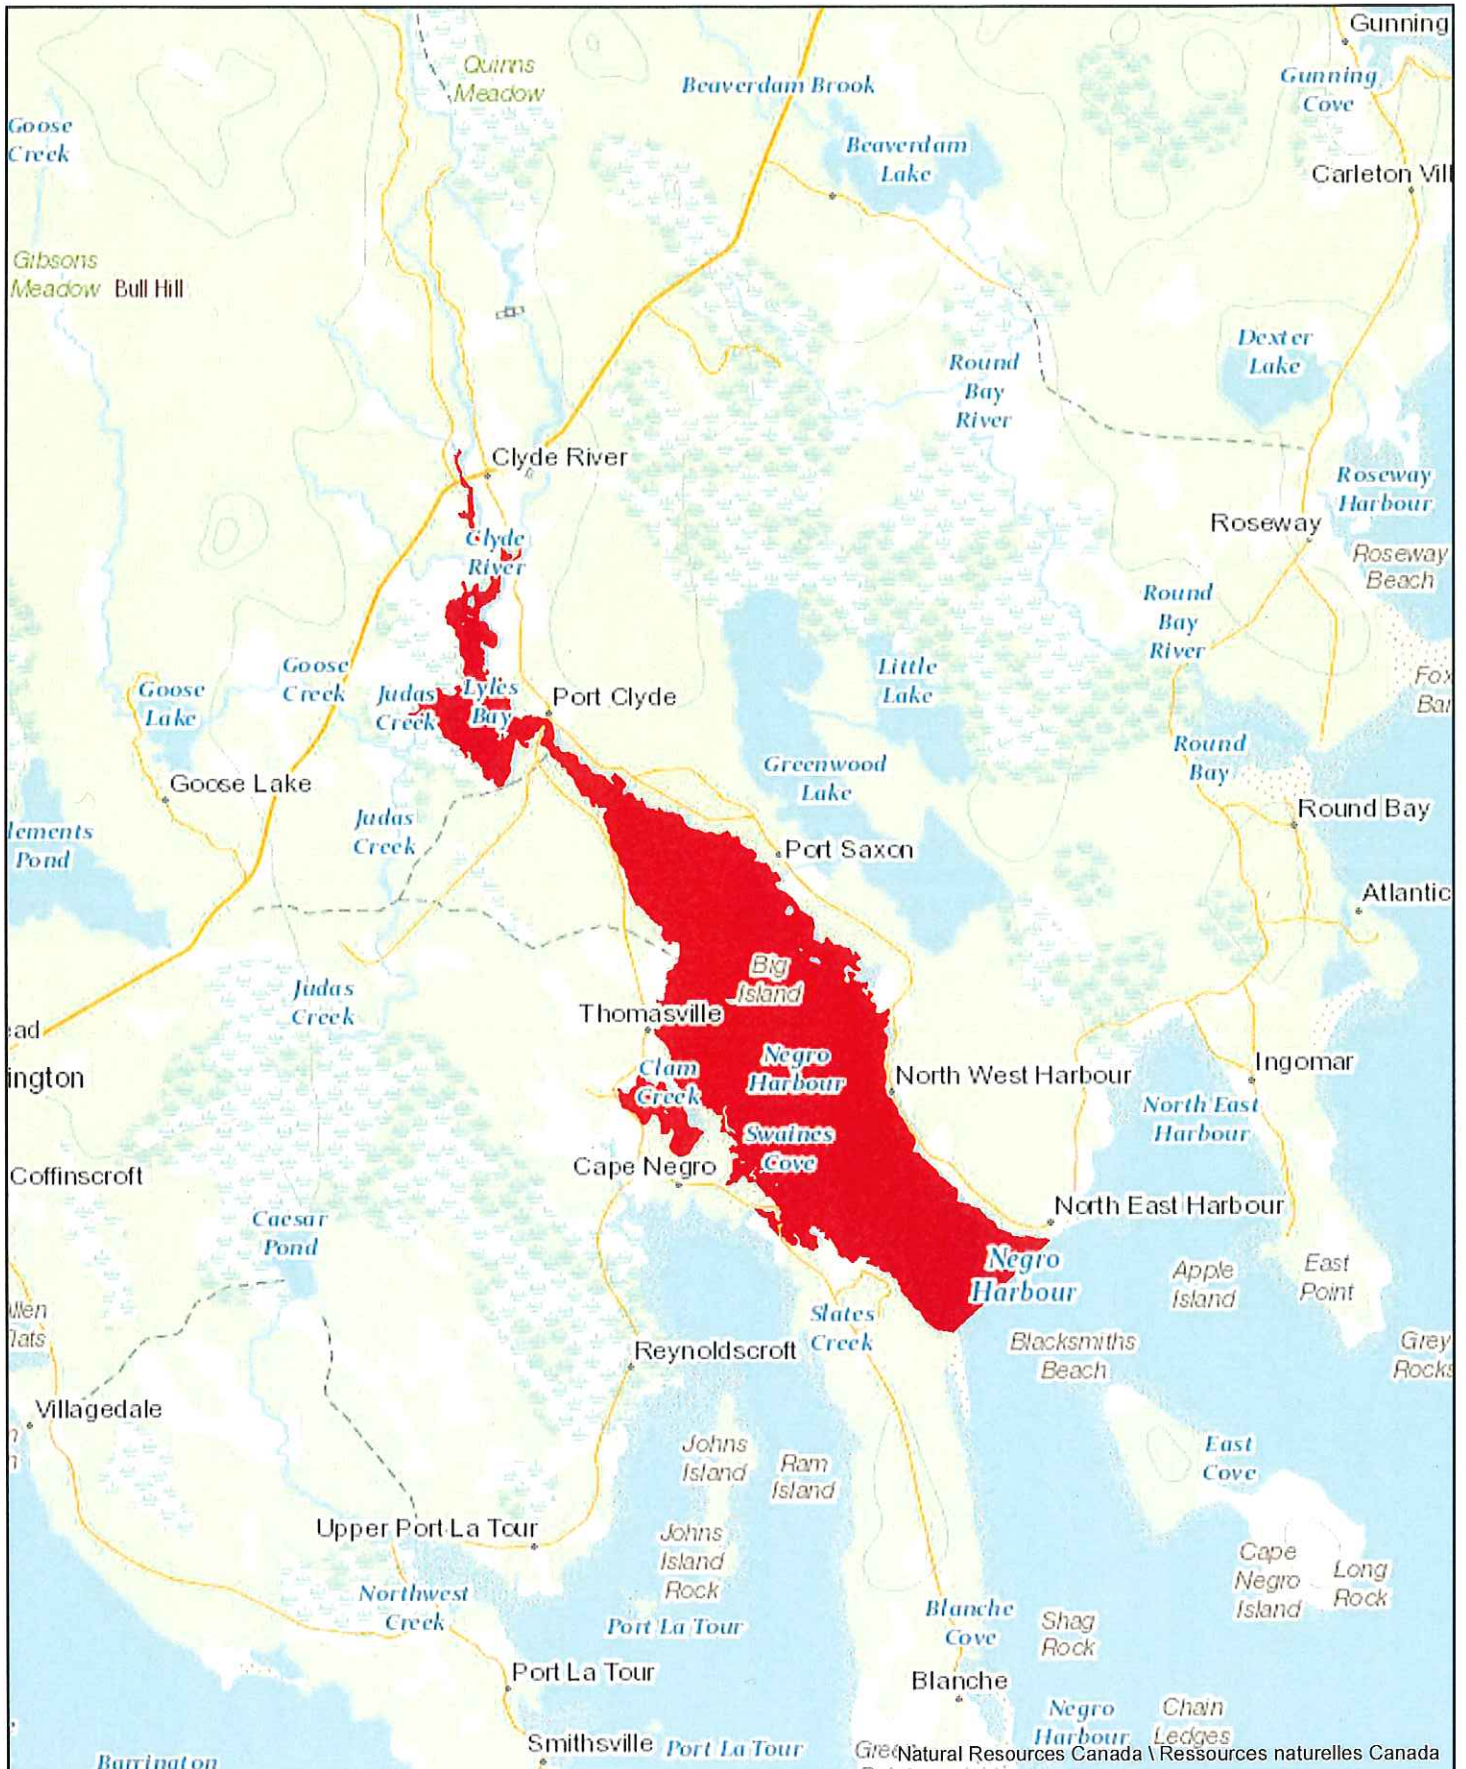 Gunning
Quinns
Meadow
Beaverdam Brook
Gunning
Cove
Goose
Creek
Beaverdam
Lake
Carleton Vill
Gibsons
Meadow
Bull Hill
Dexter
Lake
Round
Bay
River
Clyde River
Roseway
Harbour
Roseway
Clyde
River
Roseway
Beach
Round
Bay
River
Goose
Creek
Little
Lake
Goose
Lake
Judas
Creek
Lyles
Bay
Port Clyde
Fox
Bar
Round
Bay
Greenwood
Lake
Goose Lake
Round Bay
lements
Pond
Judas
Creek
Port Saxon
Atlantic
Big
Island
Judas
Creek
Thomasville
ead
ington
Clam
Creek
Negro
Harbour
North West Harbour
Ingomar
North East
Harbour
Swaines
Cove
Coffinscroft
Cape Negro
Caesar
Pond
North East Harbour
Negro
Harbour
Apple
Island
East
Point
llen
lats
Slates
Creek
Reynoldscroft
Blacksmiths
Beach
Grey
Rocks
Villagedale
Johns
Island
Ram
Island
East
Cove
Upper Port La Tour
Johns
Island
Rock
Cape
Negro
Island
Long
Rock
Northwest
Creek
Port La Tour
Blanche
Cove
Shag
Rock
Port La Tour
Blanche
Negro
Harbour
Chain
Ledges
Smithsville
Port La Tour
Natural Resources Canada \ Ressources naturelles Canada
Barrington